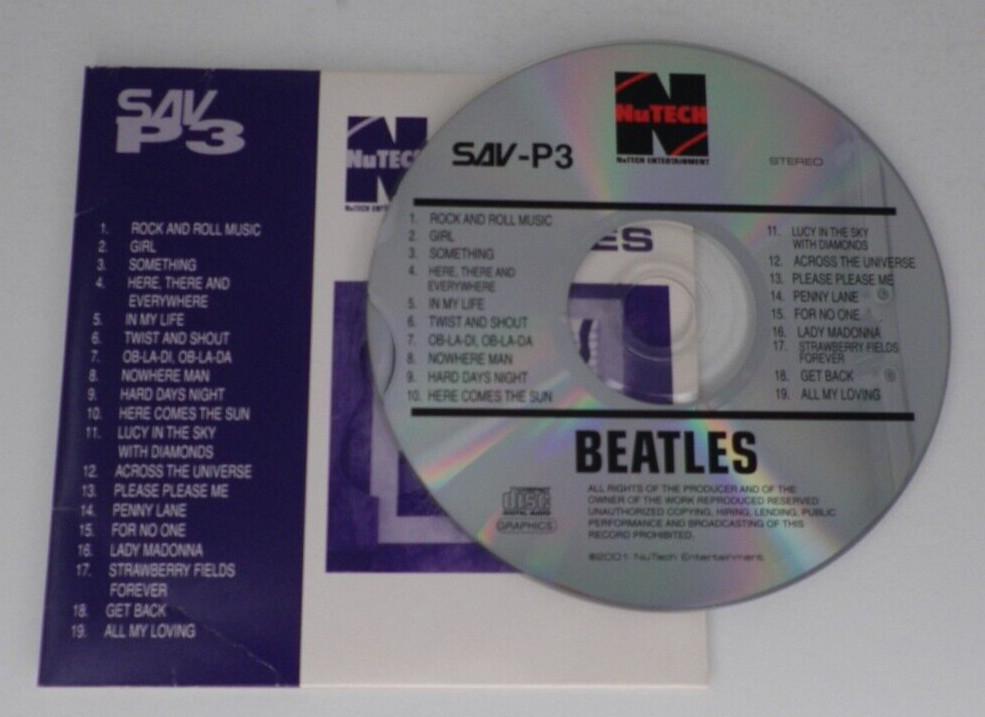 SAV
P3
1. ROCK AND ROLL MUSIC
2. GIRL
3. SOMETHING
4. HERE, THERE AND
EVERYWHERE
5. IN MY LIFE
6. TWIST AND SHOUT
7. OB-LA-DI, OB-LA-DA
8. NOWHERE MAN
9. HARD DAYS NIGHT
10. HERE COMES THE SUN
11. LUCY IN THE SKY
WITH DIAMONDS
12. ACROSS THE UNIVERSE
13. PLEASE PLEASE ME
14. PENNY LANE
15. FOR NO ONE
16. LADY MADONNA
17. STRAWBERRY FIELDS
FOREVER
18. GET BACK
19. ALL MY LOVING
NuTEC
NuTECH ENT
ES
NuTECH
NuTECH ENTERTAINMENT
SAV-P3
STEREO
1. ROCK AND ROLL MUSIC
2. GIRL
3. SOMETHING
4. HERE, THERE AND
EVERYWHERE
5. IN MY LIFE
6. TWIST AND SHOUT
7. OB-LA-DI, OB-LA-DA
8. NOWHERE MAN
9. HARD DAYS NIGHT
10. HERE COMES THE SUN
11. LUCY IN THE SKY
WITH DIAMONDS
12. ACROSS THE UNIVERSE
13. PLEASE PLEASE ME
14. PENNY LANE
15. FOR NO ONE
16. LADY MADONNA
17. STRAWBERRY FIELDS
FOREVER
18. GET BACK
19. ALL MY LOVING
BEATLES
COMPACT
disc
DIGITAL AUDIO
GRAPHICS
ALL RIGHTS OF THE PRODUCER AND OF THE
OWNER OF THE WORK REPRODUCED RESERVED
UNAUTHORIZED COPYING, HIRING, LENDING, PUBLIC
PERFORMANCE AND BROADCASTING OF THIS
RECORD PROHIBITED.
℗2001 NuTech Entertainment.